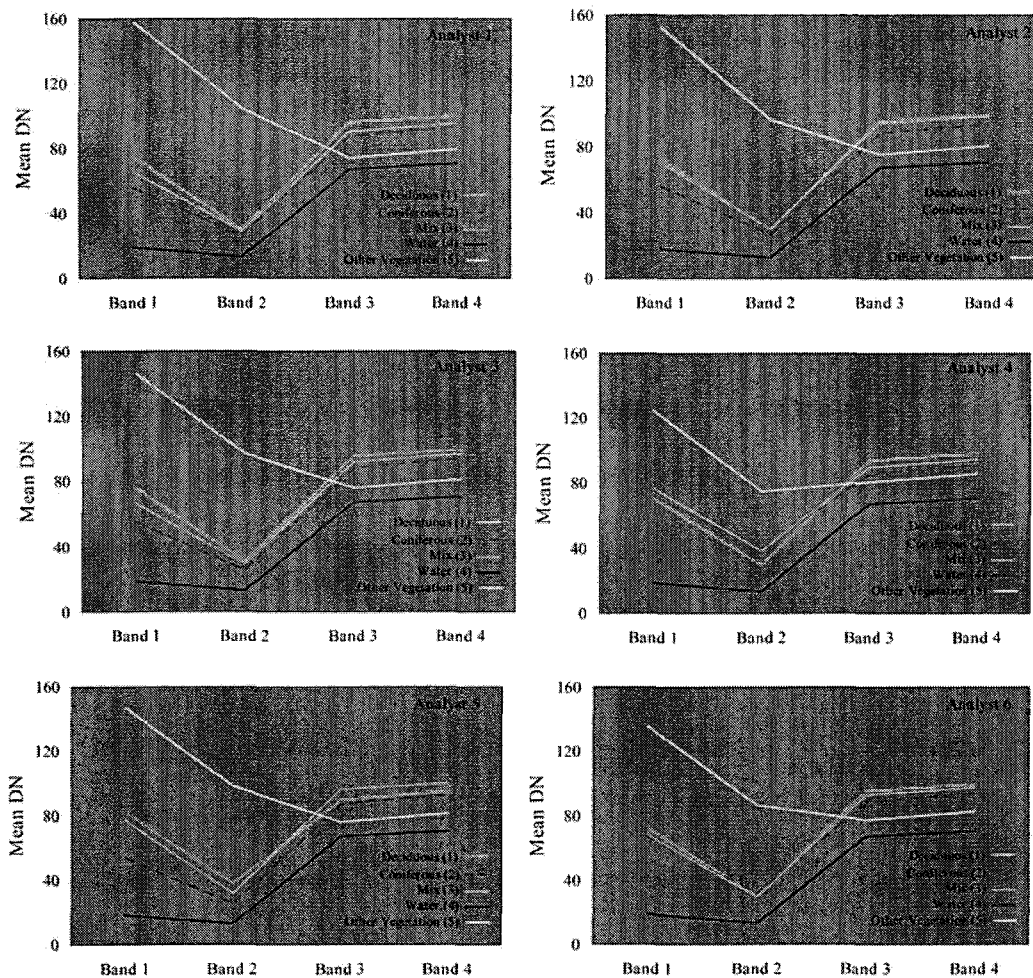 160
Analyst 1
120
Mean DN
80
Deciduous (1)
Coniferous (2)
40
Mix (3)
Water (4)
Other Vegetation (5)
0
Band 1 Band 2 Band 3 Band 4
160
Analyst 2
120
Mean DN
80
Deciduous (1)
Coniferous (2)
40
Mix (3)
Water (4)
Other Vegetation (5)
0
Band 1 Band 2 Band 3 Band 4
160
Analyst 3
120
Mean DN
80
Deciduous (1)
Coniferous (2)
40
Mix (3)
Water (4)
Other Vegetation (5)
0
Band 1 Band 2 Band 3 Band 4
160
Analyst 4
120
Mean DN
80
Deciduous (1)
Coniferous (2)
40
Mix (3)
Water (4)
Other Vegetation (5)
0
Band 1 Band 2 Band 3 Band 4
160
Analyst 5
120
Mean DN
80
Deciduous (1)
Coniferous (2)
40
Mix (3)
Water (4)
Other Vegetation (5)
0
Band 1 Band 2 Band 3 Band 4
160
Analyst 6
120
Mean DN
80
Deciduous (1)
Coniferous (2)
40
Mix (3)
Water (4)
Other Vegetation (5)
0
Band 1 Band 2 Band 3 Band 4